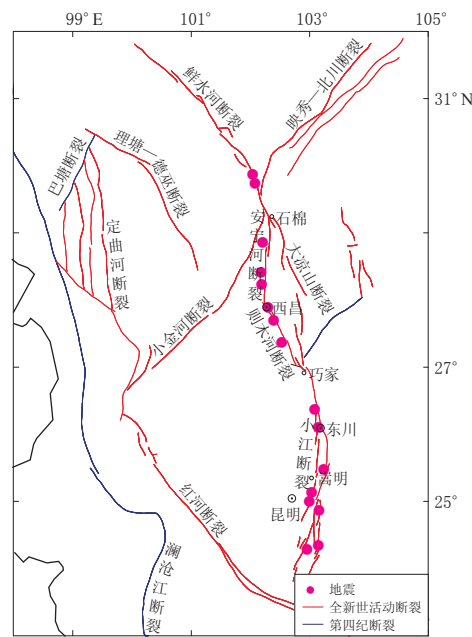 99° E
101°
103°
105°
31° N
27°
25°
鲜水河断裂
映秀—北川断裂
巴塘断裂
理塘—德巫断裂
定曲河断裂
安宁河断裂
石棉
大凉山断裂
西昌
则木河断裂
小金河断裂
巧家
小江断裂
东川
嵩明
昆明
红河断裂
澜沧江断裂
地震
全新世活动断裂
第四纪断裂